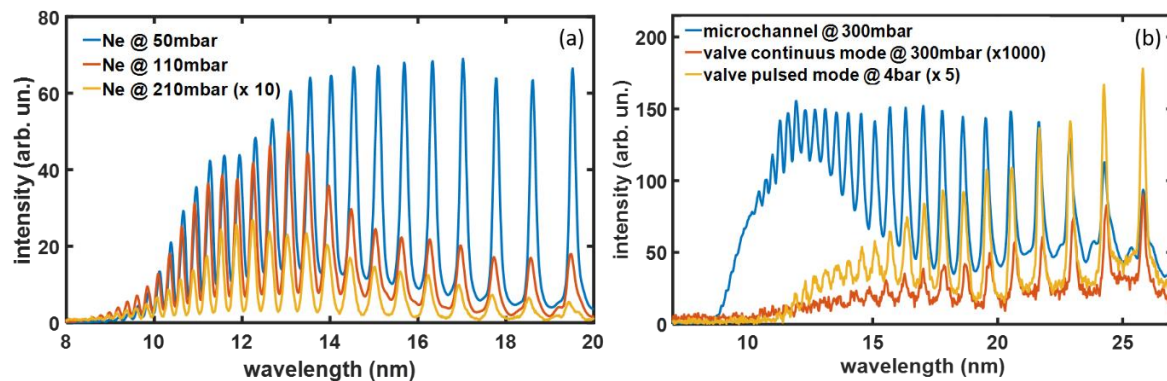 80
60
40
20
0
intensity (arb. un.)
Ne @ 50mbar
Ne @ 110mbar
Ne @ 210mbar (x 10)
(a)
8 10 12 14 16 18 20
wavelength (nm)
200
150
100
50
0
intensity (arb. un.)
microchannel @ 300mbar
valve continuus mode @ 300mbar (x1000)
valve pulsed mode @ 4bar (x 5)
(b)
10 15 20 25
wavelength (nm)